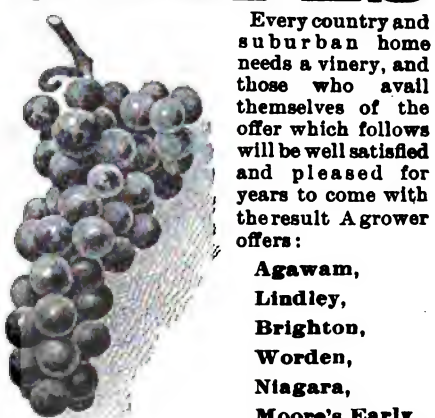 Every country and
suburban home
needs a vinery, and
those who avail
themselves of the
offer which follows
will be well satisfied
and pleased for
years to come with
the result A grower
offers:
Agawam,
Lindley,
Brighton,
Worden,
Niagara,
Moore's Early,